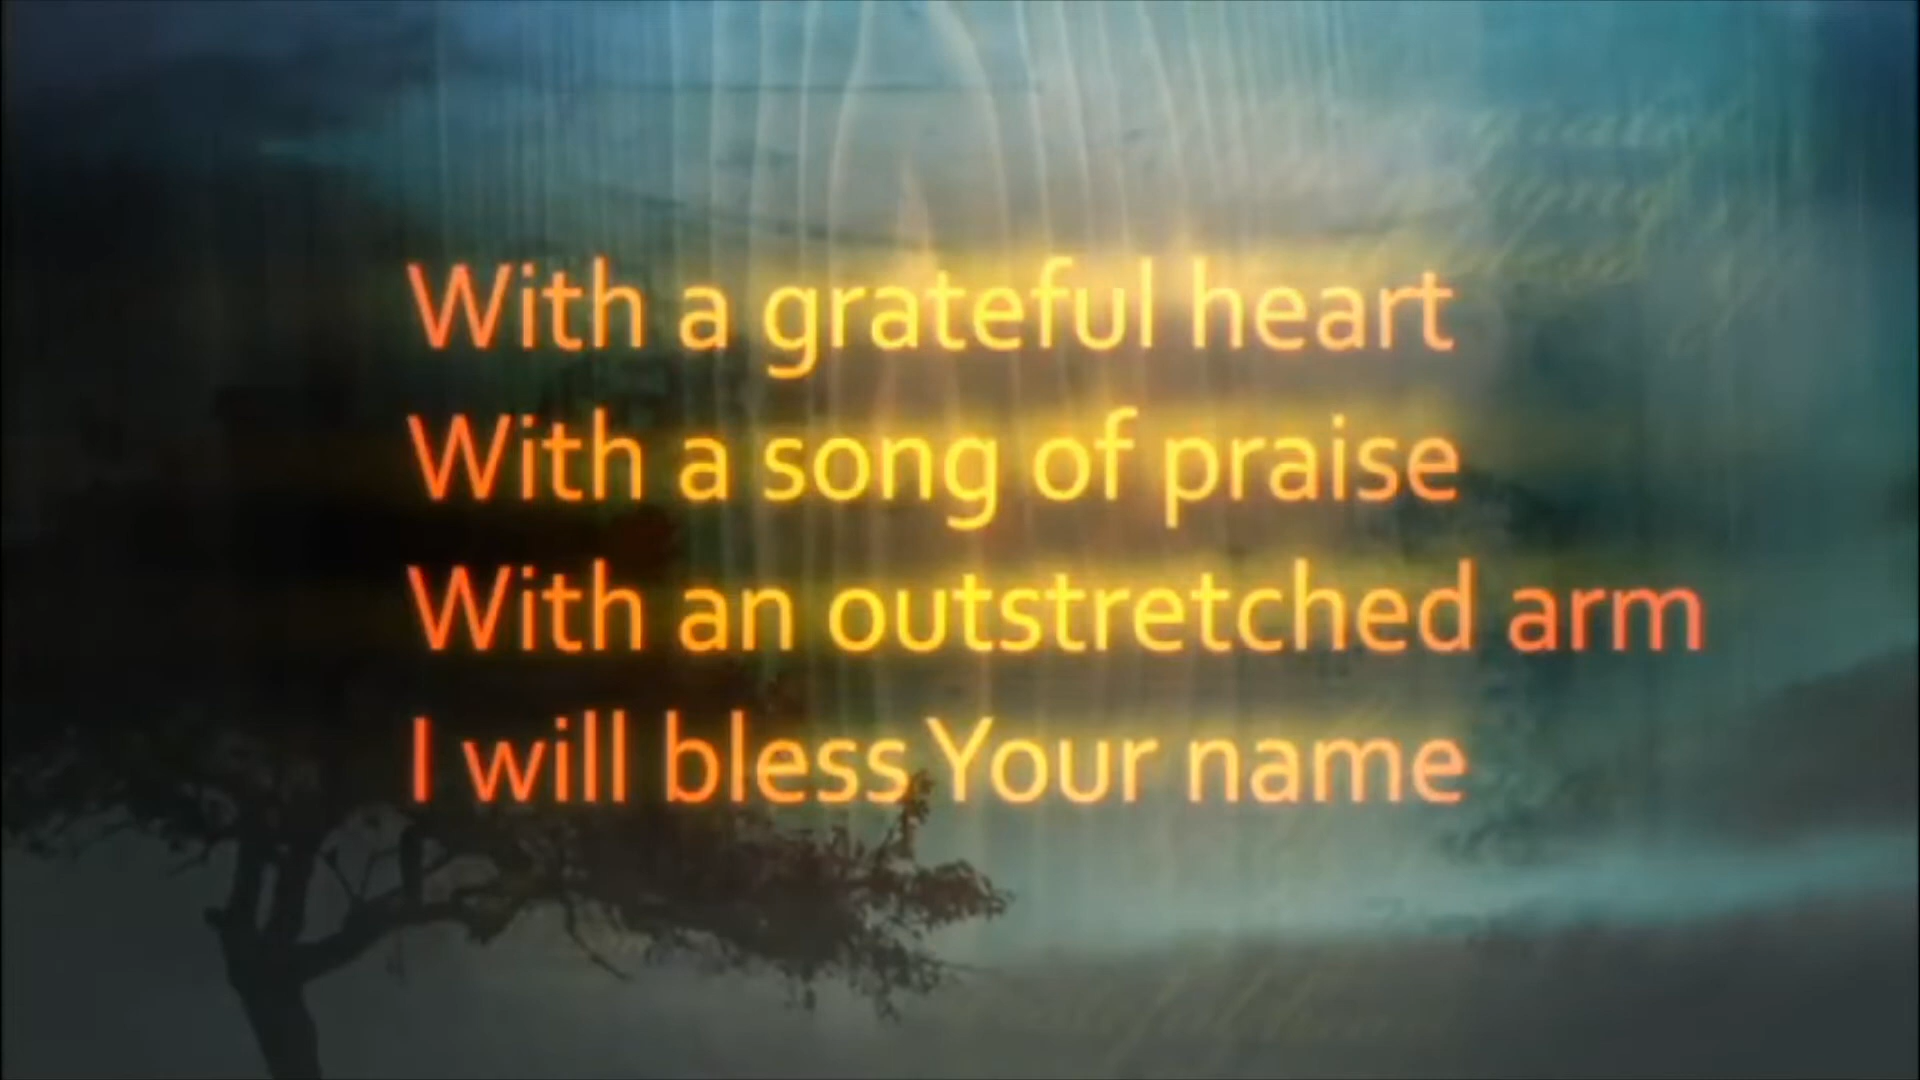 With a grateful heart
With a song of praise
With an outstretched arm
I will bless Your name